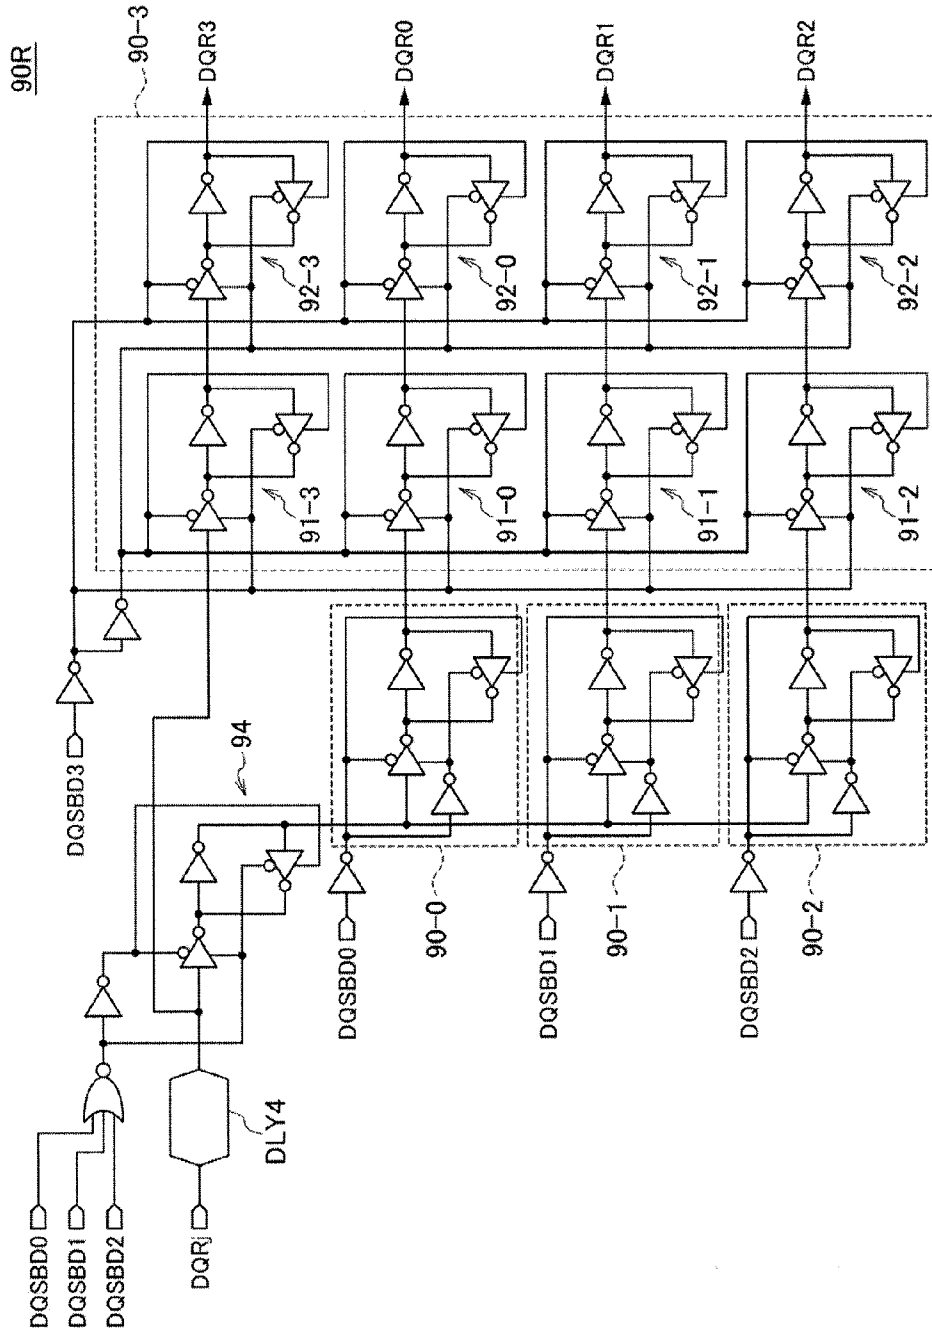 90R
90-3
DQR3
DQR0
DQR1
DQR2
92-3
92-0
92-1
92-2
91-3
91-0
91-1
91-2
DQSBD3
94
90-0
90-1
90-2
DQSBD0
DQSBD1
DQSBD2
DLY4
DQSBD0
DQSBD1
DQSBD2
DQRj